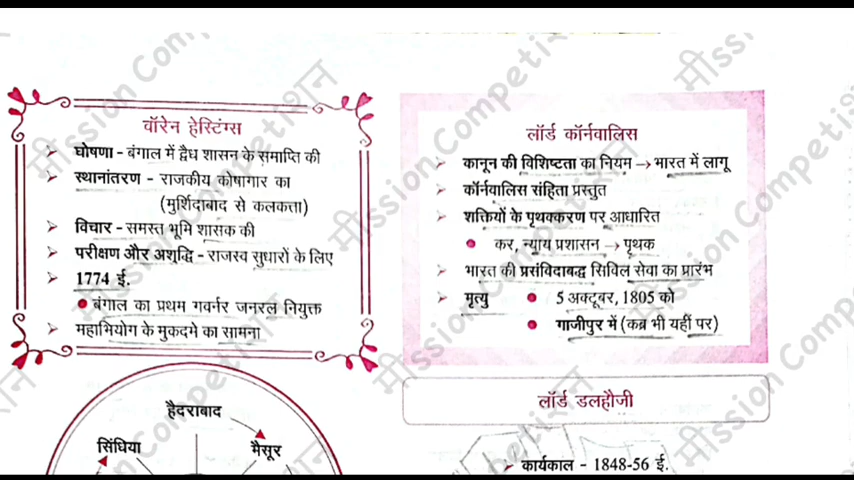 वॉरेन हेस्टिंग्स
➢ घोषणा – बंगाल में द्वैध शासन के समाप्ति की
➢ स्थानांतरण – राजकीय कोषागार का
(मुर्शिदाबाद से कलकत्ता)
➢ विचार – समस्त भूमि शासक की
➢ परीक्षण और अशुद्धि – राजस्व सुधारों के लिए
➢ 1774 ई.
● बंगाल का प्रथम गवर्नर जनरल नियुक्त
➢ महाभियोग के मुकदमे का सामना
हैदराबाद
सिंधिया
मैसूर
लॉर्ड कॉर्नवालिस
➢ कानून की विशिष्टता का नियम → भारत में लागू
➢ कॉर्नवालिस संहिता प्रस्तुत
➢ शक्तियों के पृथक्करण पर आधारित
● कर, न्याय प्रशासन → पृथक
➢ भारत की प्रसंविदाबद्ध सिविल सेवा का प्रारंभ
➢ मृत्यु ● 5 अक्टूबर, 1805 को
● गाजीपुर में (कब्र भी यहीं पर)
लॉर्ड डलहौजी
➢ कार्यकाल – 1848-56 ई.
मीssion Competiशन